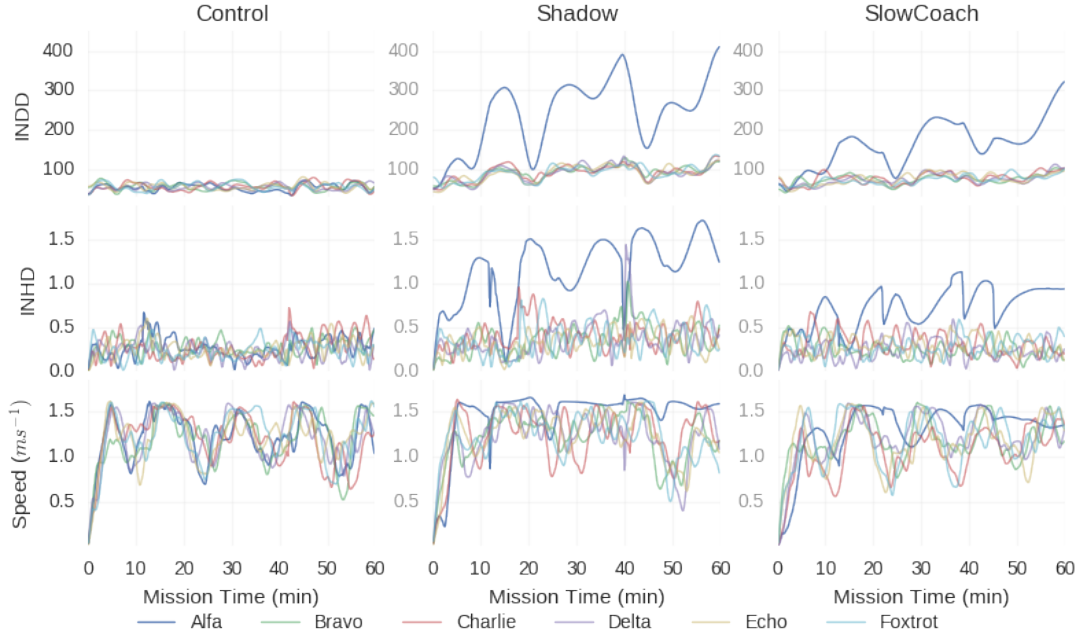 Control Shadow SlowCoach
INDD
400 400 400
300 300 300
200 200 200
100 100 100
INHD
1.5 1.5 1.5
1.0 1.0 1.0
0.5 0.5 0.5
0.0 0.0 0.0
Speed (ms⁻¹)
1.5 1.5 1.5
1.0 1.0 1.0
0.5 0.5 0.5
0 10 20 30 40 50 60 0 10 20 30 40 50 60 0 10 20 30 40 50 60
Mission Time (min) Mission Time (min) Mission Time (min)
Alfa Bravo Charlie Delta Echo Foxtrot